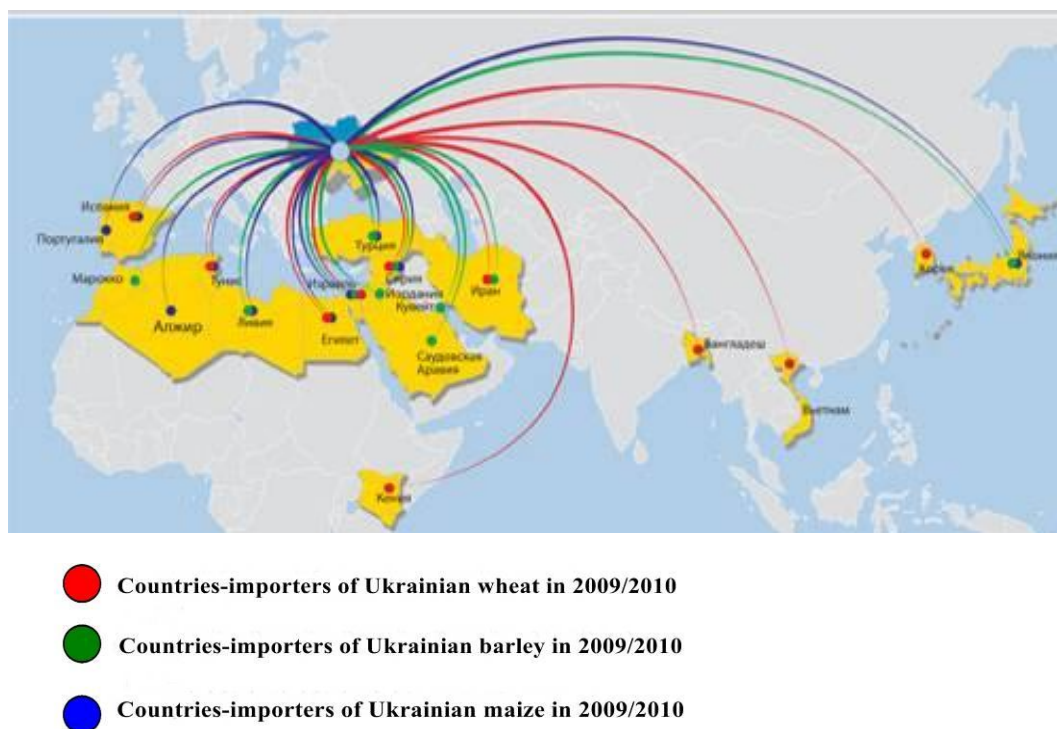 Испания
Португалия
Марокко
Алжир
Тунис
Ливия
Египет
Израиль
Турция
Сирия
Иордания
Кувейт
Иран
Саудовская
Аравия
Кения
Бангладеш
Вьетнам
Корея
Япония
Countries-importers of Ukrainian wheat in 2009/2010
Countries-importers of Ukrainian barley in 2009/2010
Countries-importers of Ukrainian maize in 2009/2010